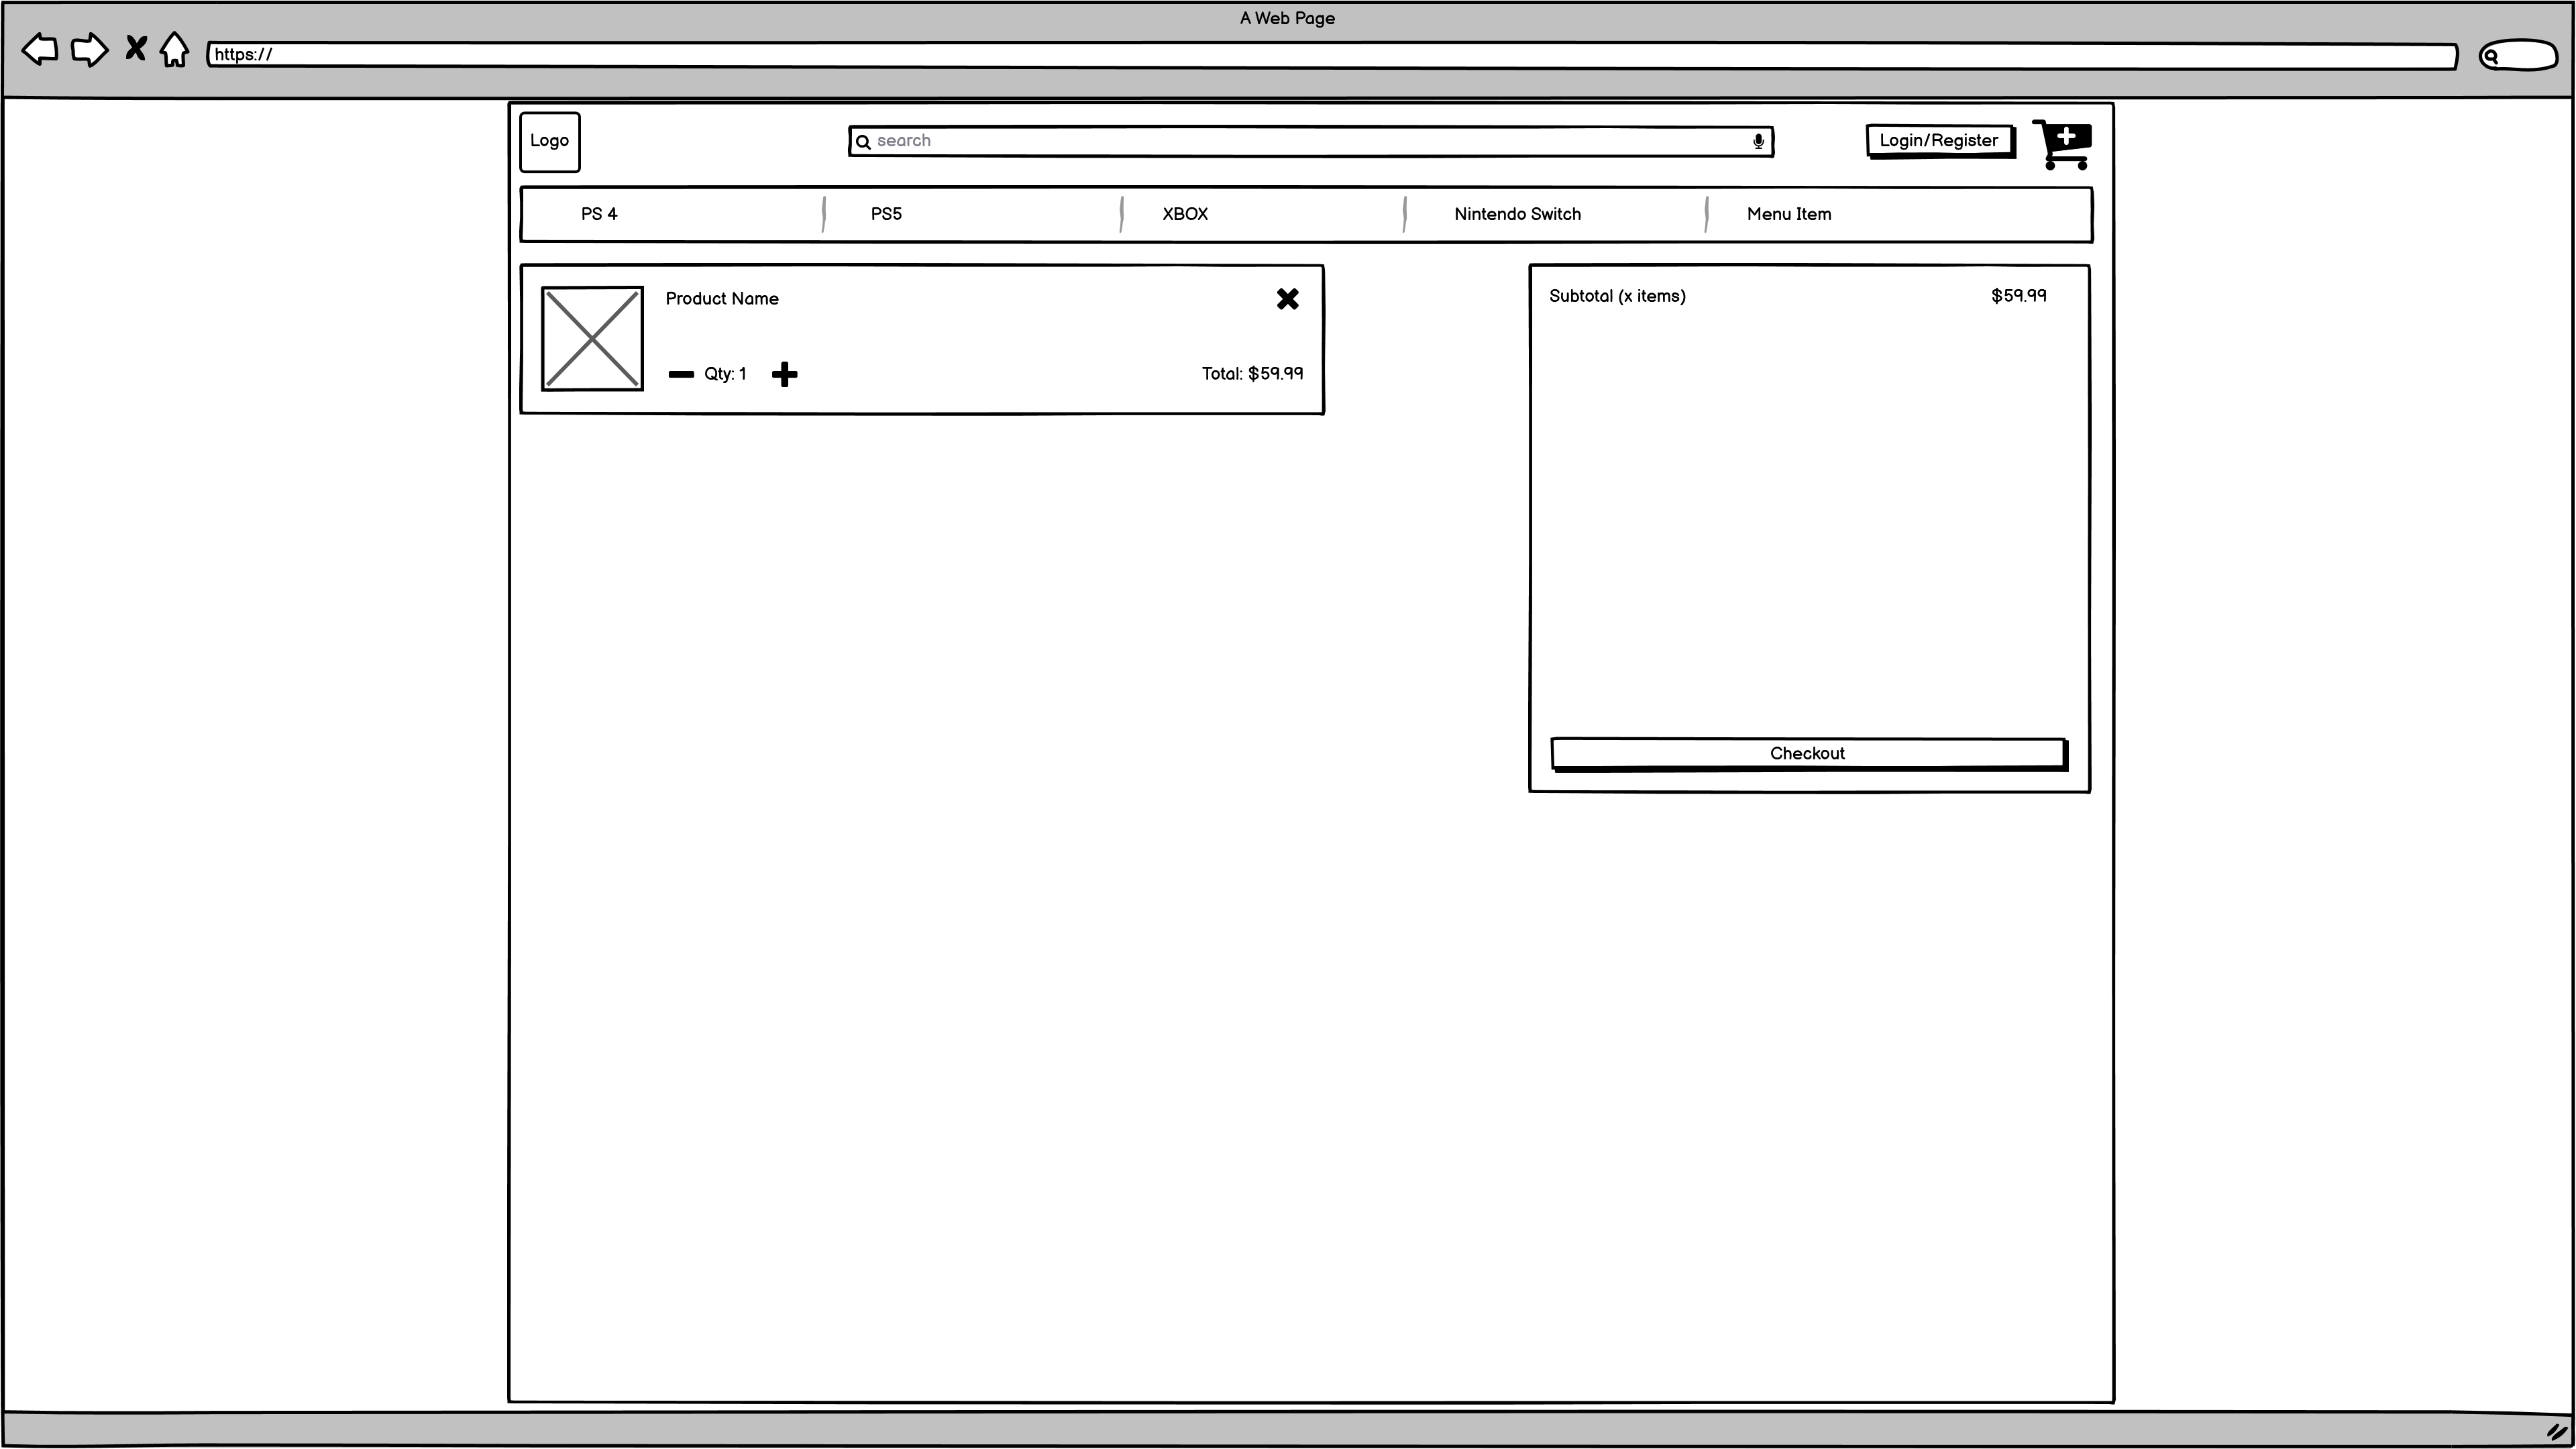 A Web Page
https://
Logo
search
Login/Register
PS 4
PS5
XBOX
Nintendo Switch
Menu Item
Product Name
Qty: 1
Total: $59.99
Subtotal (x items)
$59.99
Checkout